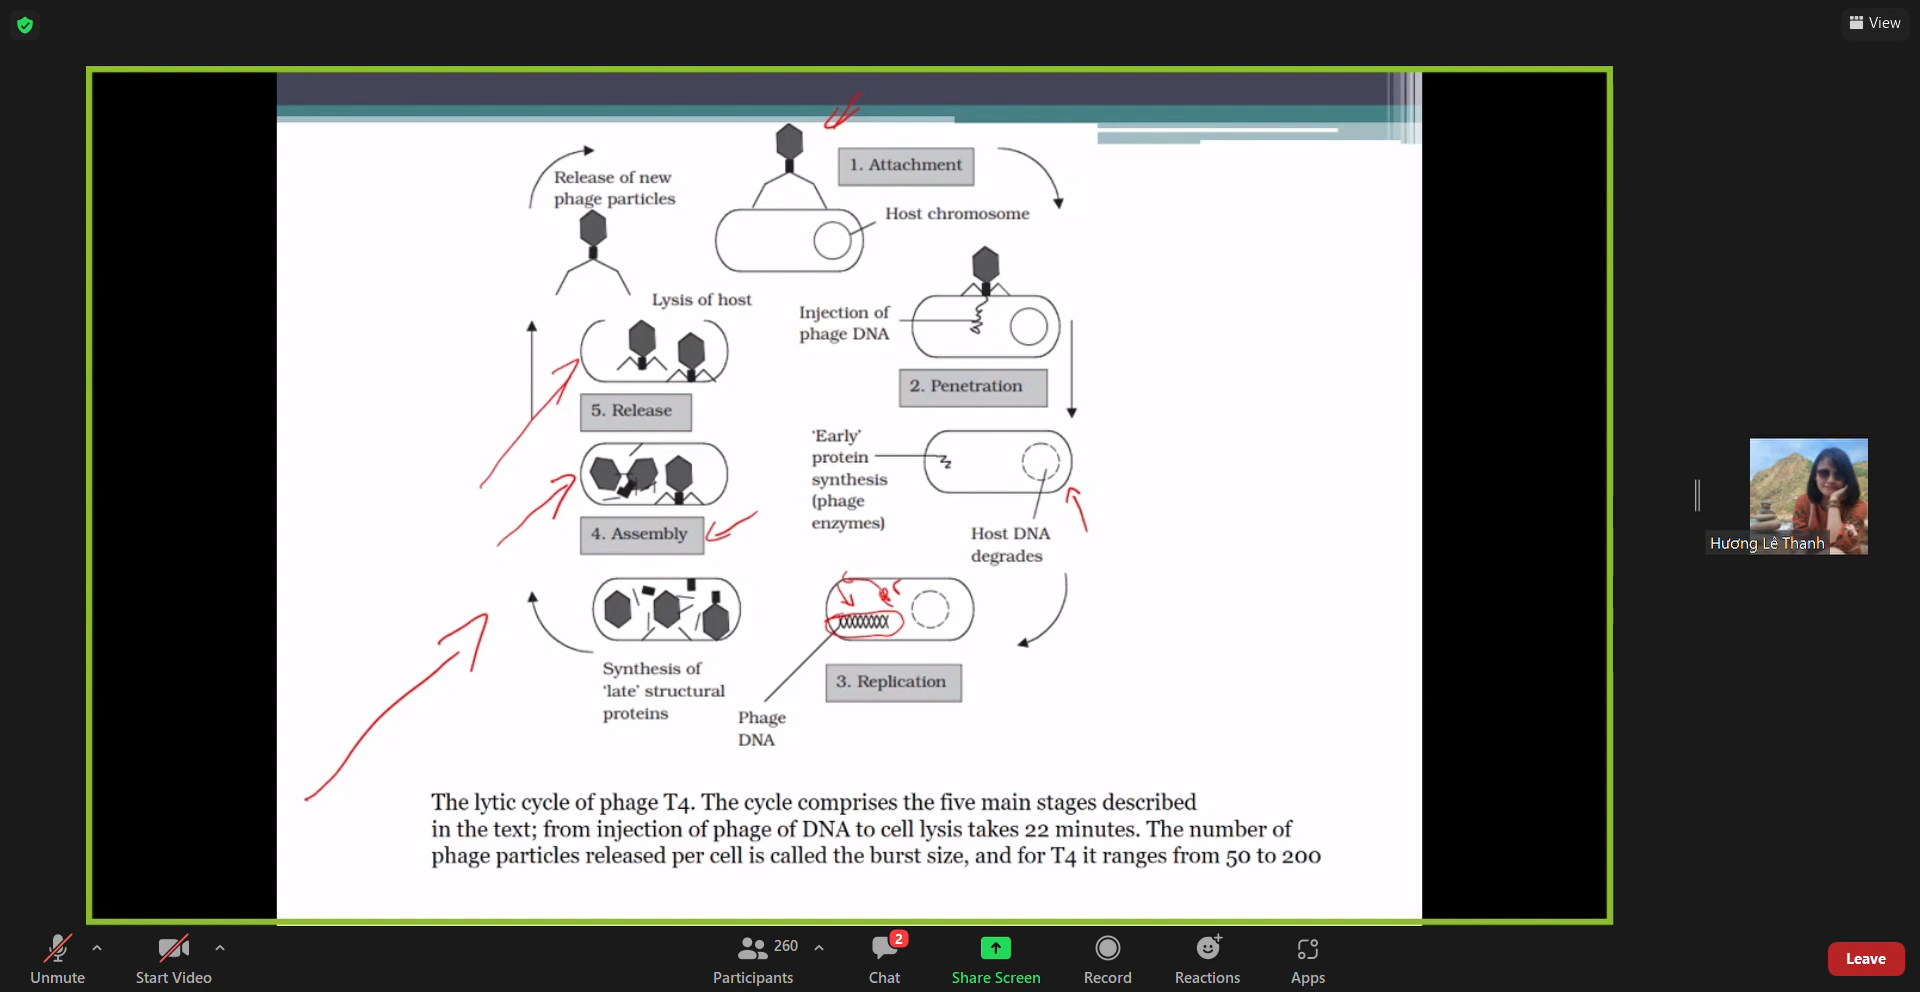 View
Release of new
phage particles
1. Attachment
Host chromosome
Lysis of host
Injection of
phage DNA
2. Penetration
5. Release
‘Early’
protein
synthesis
(phage
enzymes)
Host DNA
degrades
4. Assembly
Synthesis of
‘late’ structural
proteins
3. Replication
Phage
DNA
The lytic cycle of phage T4. The cycle comprises the five main stages described
in the text; from injection of phage of DNA to cell lysis takes 22 minutes. The number of
phage particles released per cell is called the burst size, and for T4 it ranges from 50 to 200
Hương Lê Thanh
Unmute
Start Video
260
Participants
2
Chat
Share Screen
Record
Reactions
Apps
Leave